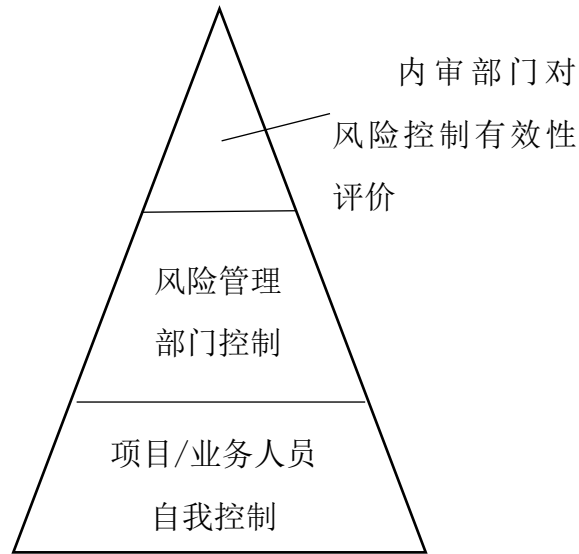 内审部门对
风险控制有效性
评价
风险管理
部门控制
项目/业务人员
自我控制